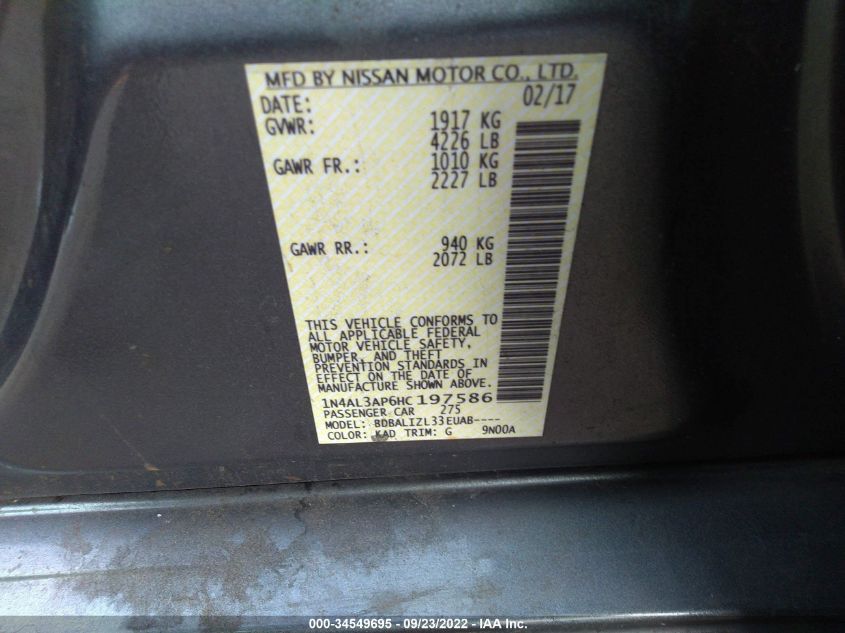 MFD BY NISSAN MOTOR CO., LTD.
DATE: 02/17
GVWR: 1917 KG
4226 LB
GAWR FR.: 1010 KG
2227 LB
GAWR RR.: 940 KG
2072 LB
THIS VEHICLE CONFORMS TO
ALL APPLICABLE FEDERAL
MOTOR VEHICLE SAFETY,
BUMPER, AND THEFT
PREVENTION STANDARDS IN
EFFECT ON THE DATE OF
MANUFACTURE SHOWN ABOVE.
1N4AL3AP6HC197586
PASSENGER CAR 275
MODEL: BDBALIZL33EUAB----
COLOR: KAD TRIM: G 9N00A
000-34549695 - 09/23/2022 - IAA Inc.